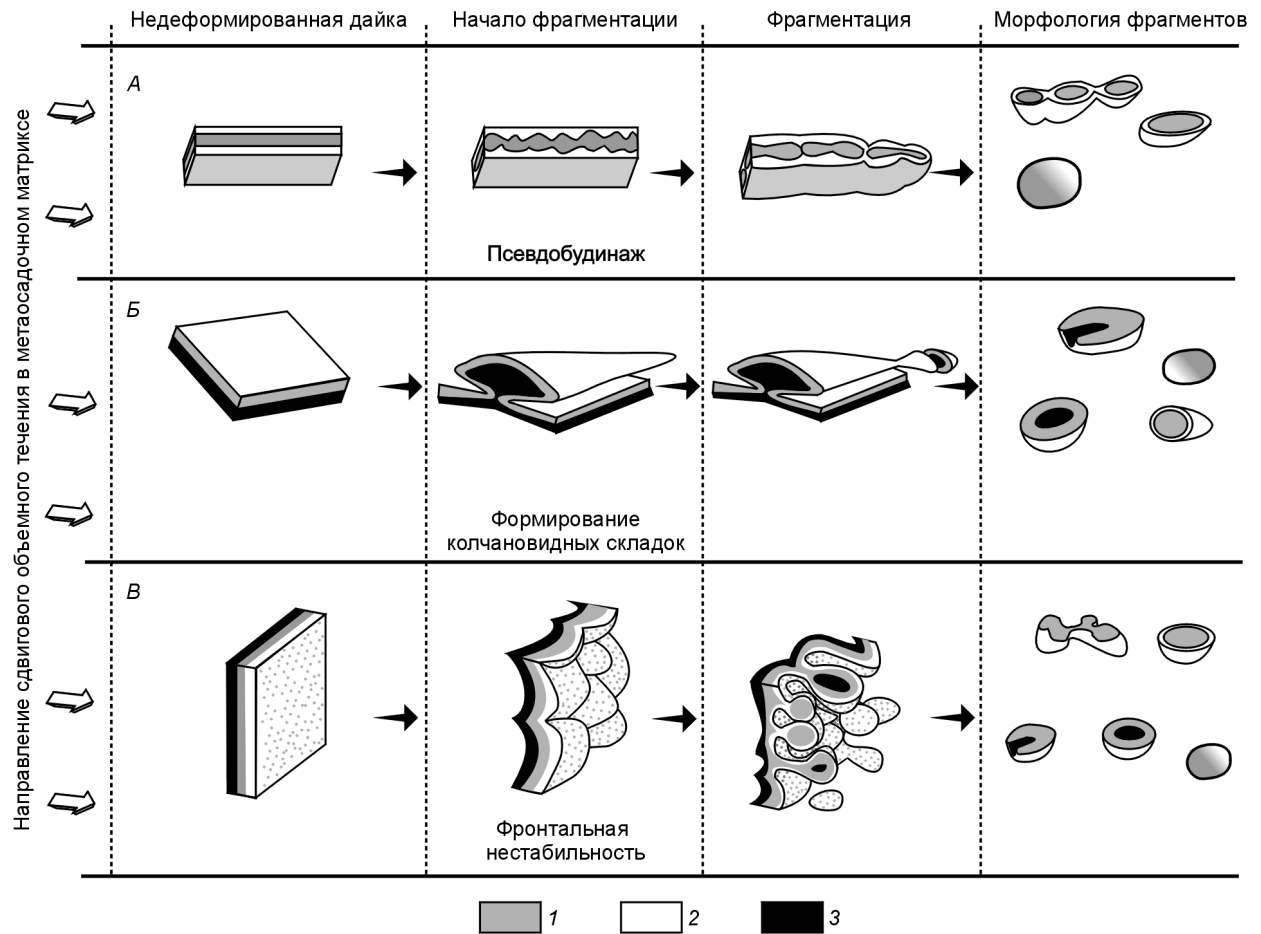 Недеформированная дайка
Начало фрагментации
Фрагментация
Морфология фрагментов
Направление сдвигового объемного течения в метаосадочном матриксе
А
Псевдобудинаж
Б
Формирование
колчановидных складок
В
Фронтальная
нестабильность
1
2
3